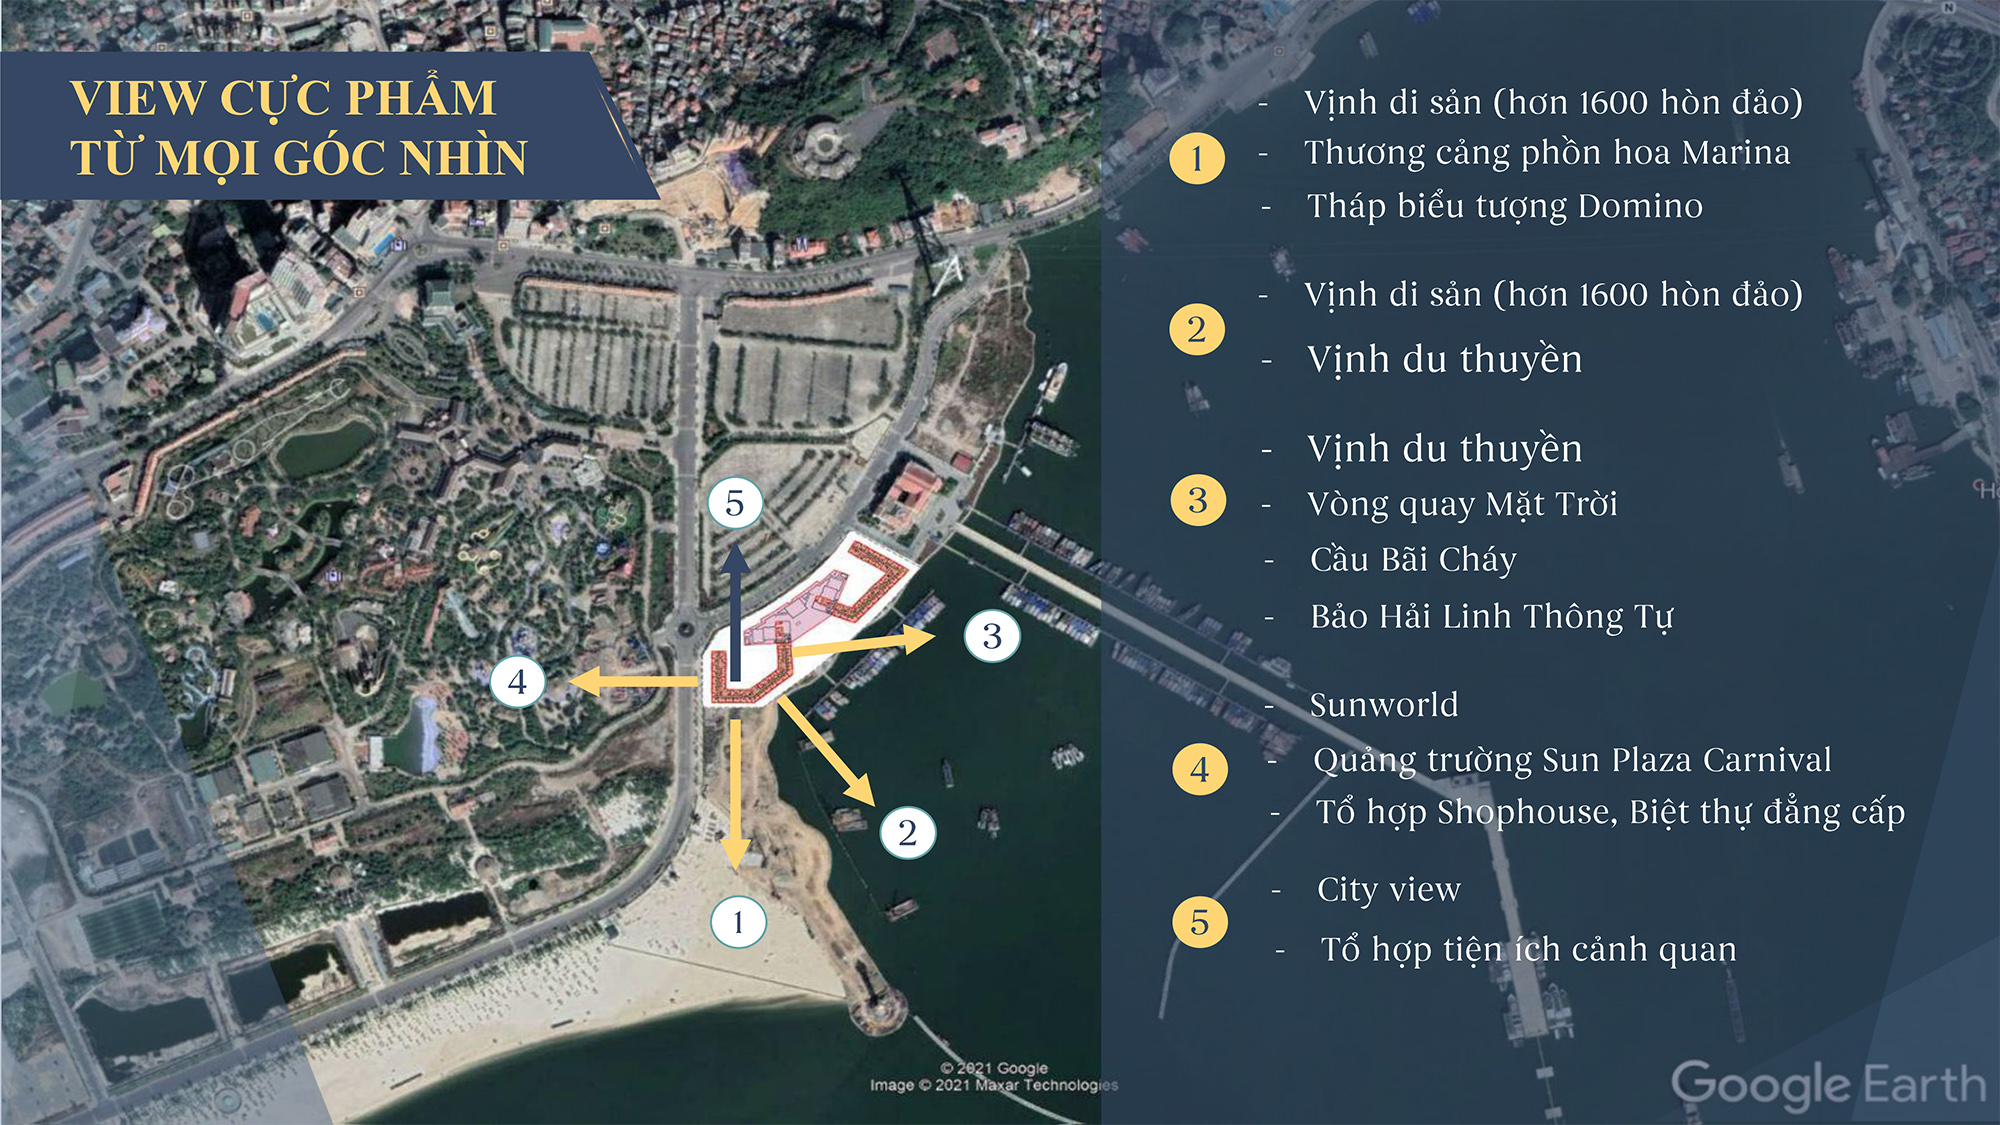 VIEW CỰC PHẨM
TỪ MỌI GÓC NHÌN
5
4
3
2
1
1
- Vịnh di sản (hơn 1600 hòn đảo)
- Thương cảng phồn hoa Marina
- Tháp biểu tượng Domino
2
- Vịnh di sản (hơn 1600 hòn đảo)
- Vịnh du thuyền
3
- Vịnh du thuyền
- Vòng quay Mặt Trời
- Cầu Bãi Cháy
- Bảo Hải Linh Thông Tự
4
- Sunworld
- Quảng trường Sun Plaza Carnival
- Tổ hợp Shophouse, Biệt thự đẳng cấp
5
- City view
- Tổ hợp tiện ích cảnh quan
N
© 2021 Google
Image © 2021 Maxar Technologies
Google Earth